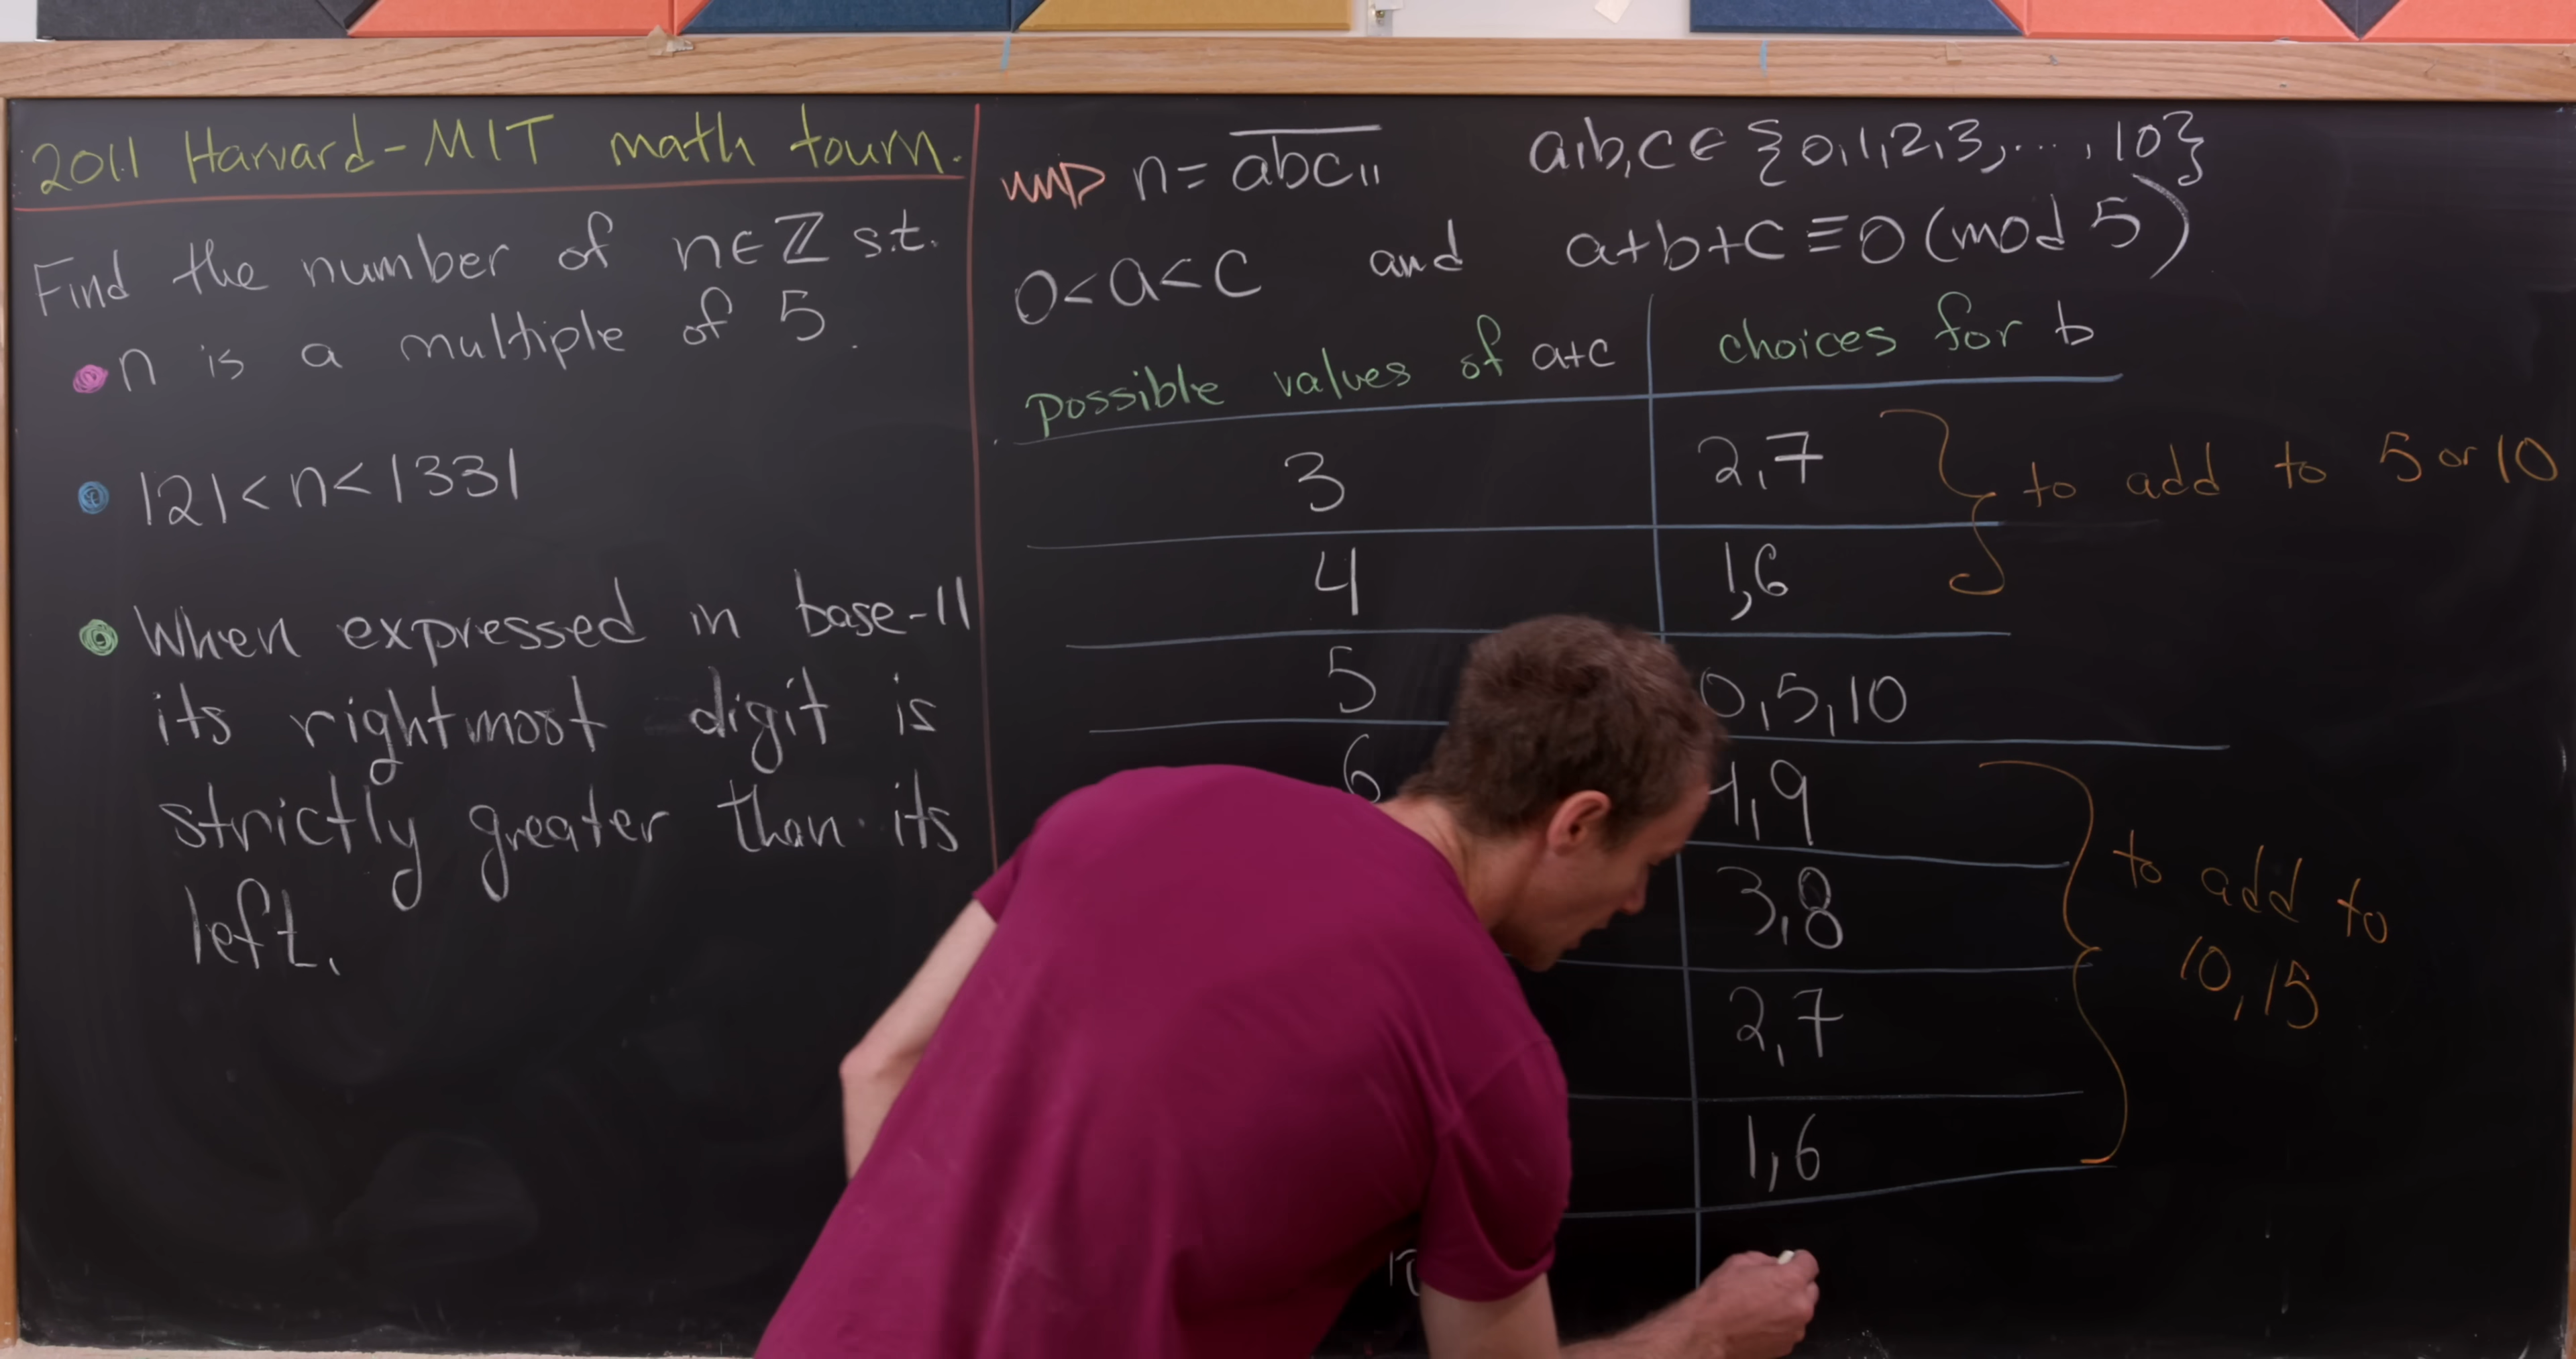 2011 Harvard-MIT math tourn.
Find the number of n∈ℤ s.t.
• n is a multiple of 5.
• 121 < n < 1331
• When expressed in base-11
its rightmost digit is
strictly greater than its
left.
n = \overline{abc}₁₁ a,b,c ∈ {0,1,2,3,...,10}
0<a<c and a+b+c ≡ 0 (mod 5)
possible values of a+c choices for b
3 2,7 to add to 5 or 10
4 1,6
5 0,5,10
6 4,9
3,8 to add to
10,15
2,7
1,6